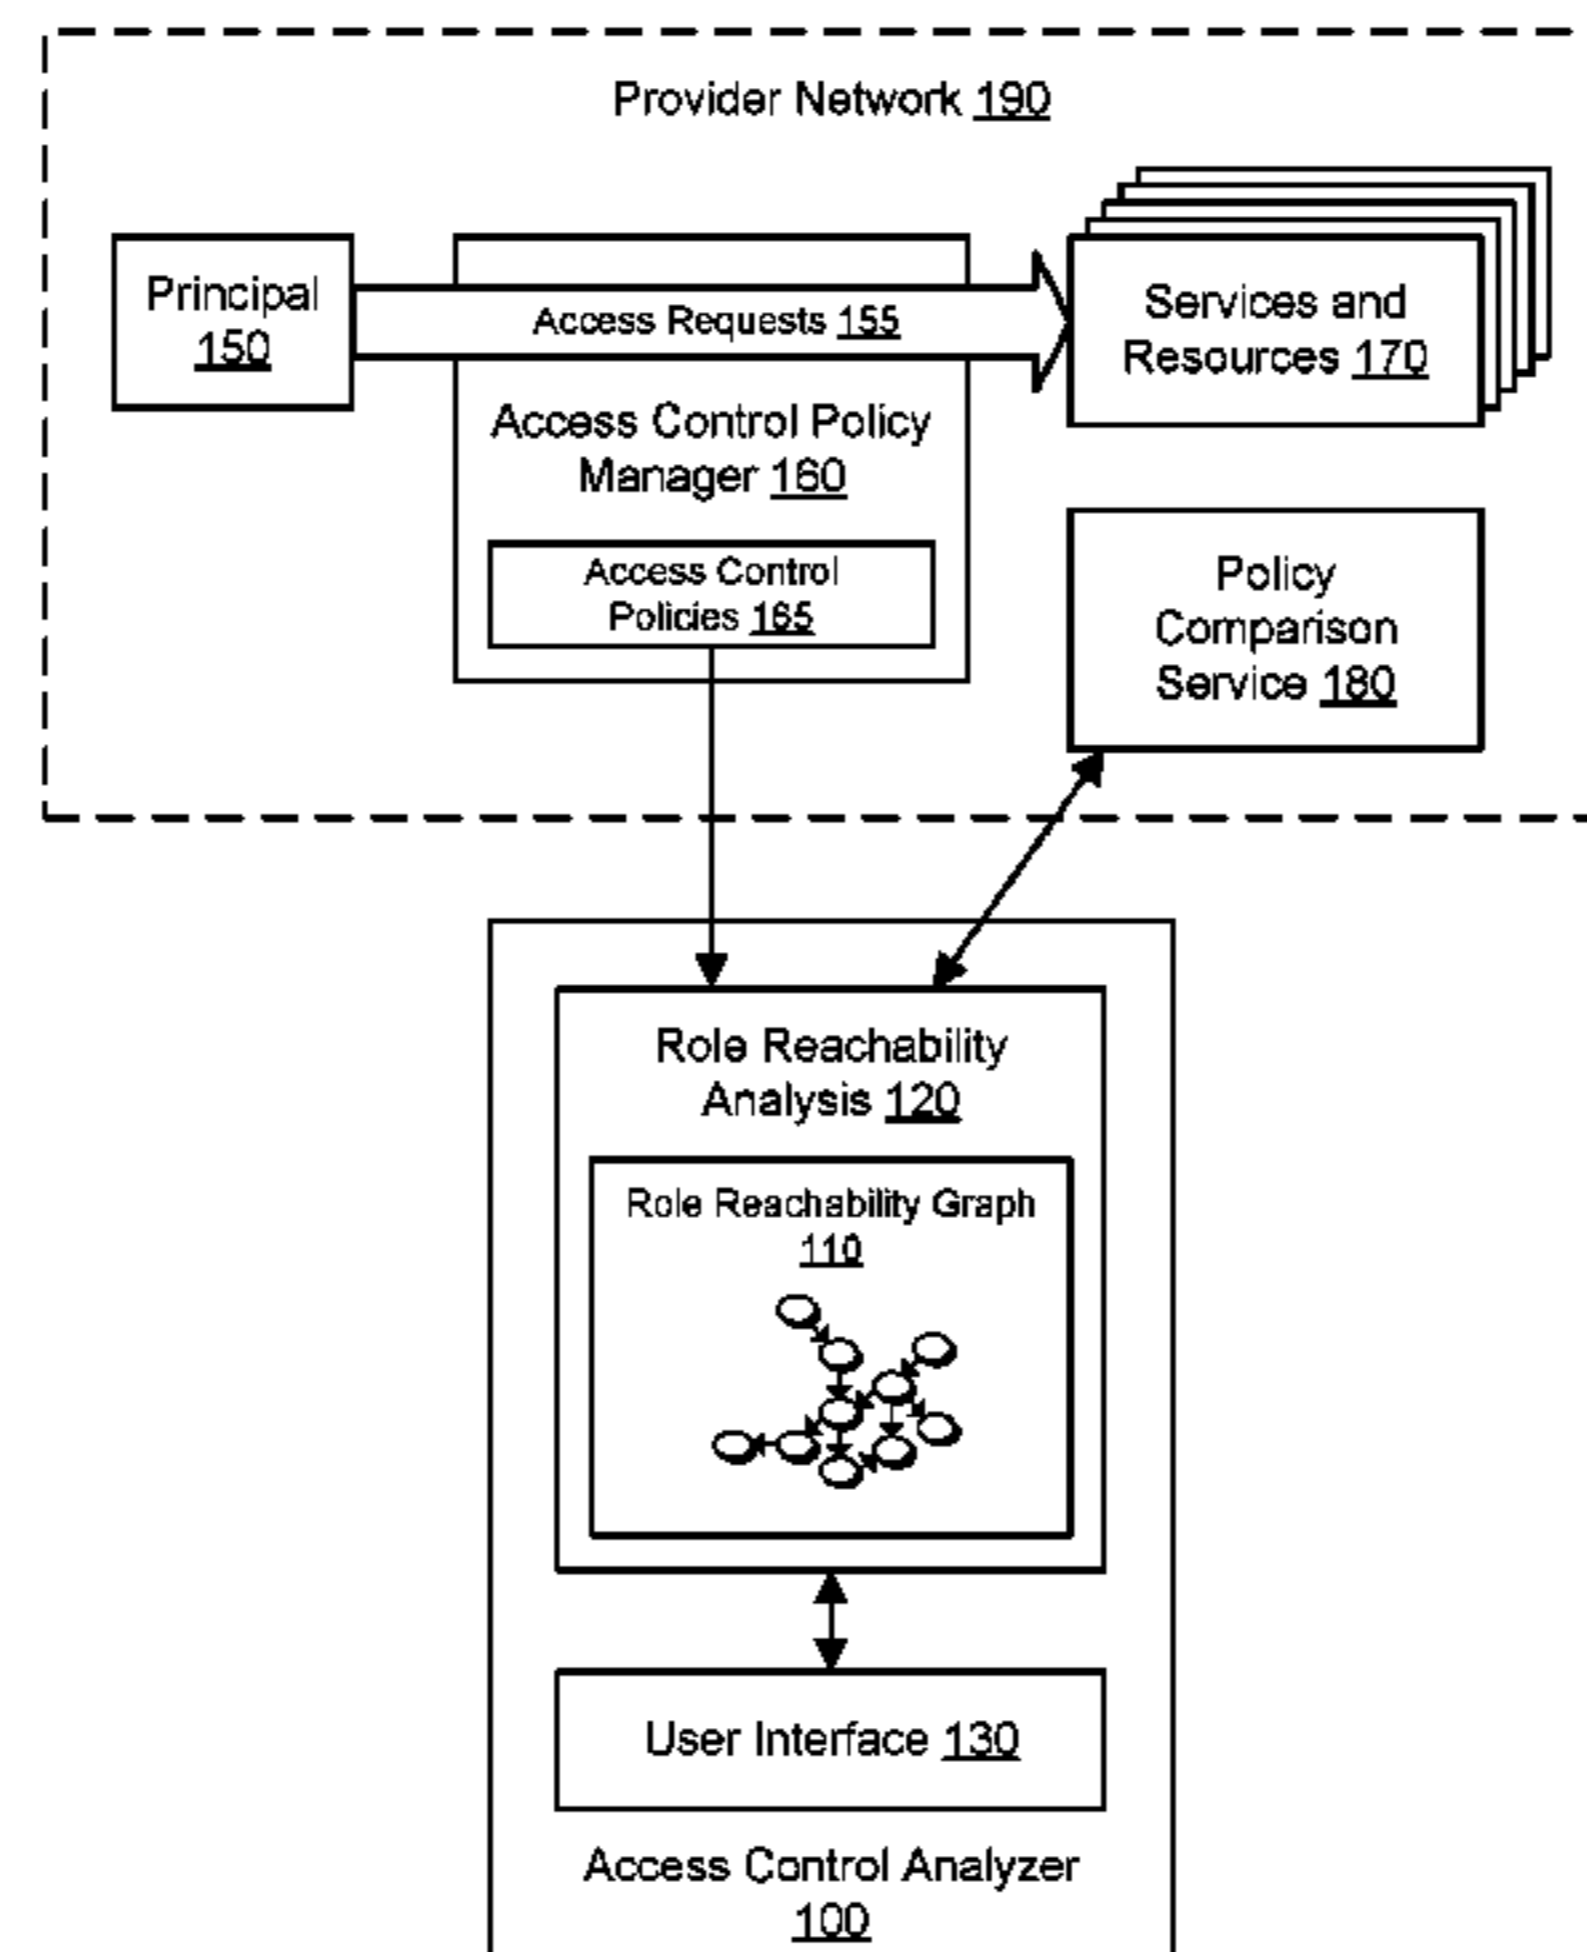 Provider Network 190
Principal
150
Access Requests 155
Services and
Resources 170
Access Control Policy
Manager 160
Access Control
Policies 165
Policy
Comparison
Service 180
Role Reachability
Analysis 120
Role Reachability Graph
110
User Interface 130
Access Control Analyzer
100